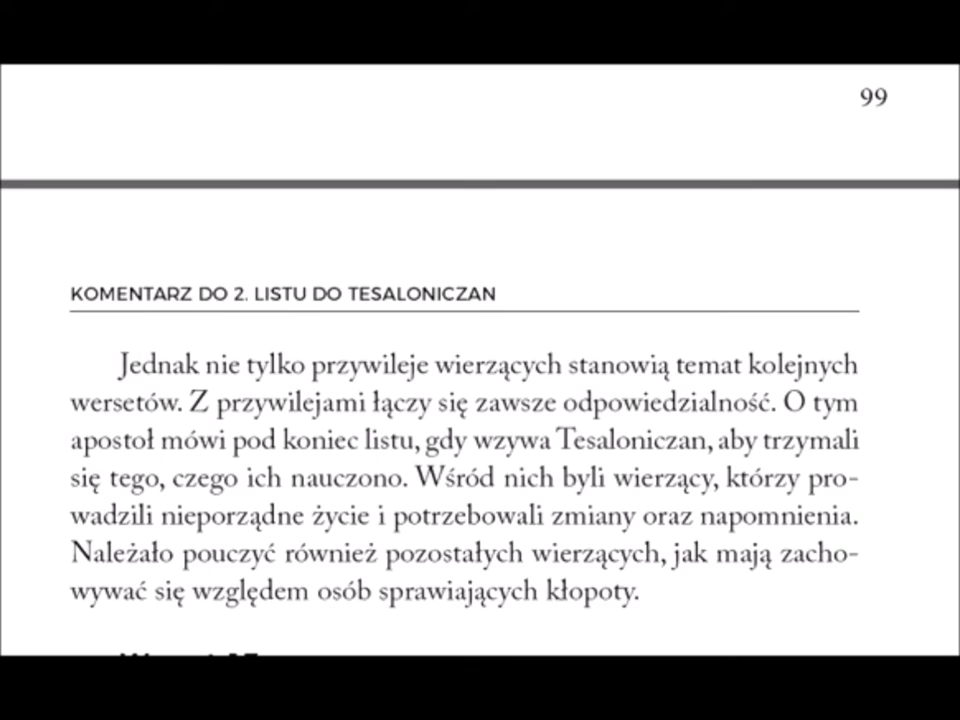 99
KOMENTARZ DO 2. LISTU DO TESALONICZAN
Jednak nie tylko przywileje wierzących stanowią temat kolejnych
wersetów. Z przywilejami łączy się zawsze odpowiedzialność. O tym
apostoł mówi pod koniec listu, gdy wzywa Tesaloniczan, aby trzymali
się tego, czego ich nauczono. Wśród nich byli wierzący, którzy pro-
wadzili nieporządne życie i potrzebowali zmiany oraz napomnienia.
Należało pouczyć również pozostałych wierzących, jak mają zacho-
wywać się względem osób sprawiających kłopoty.